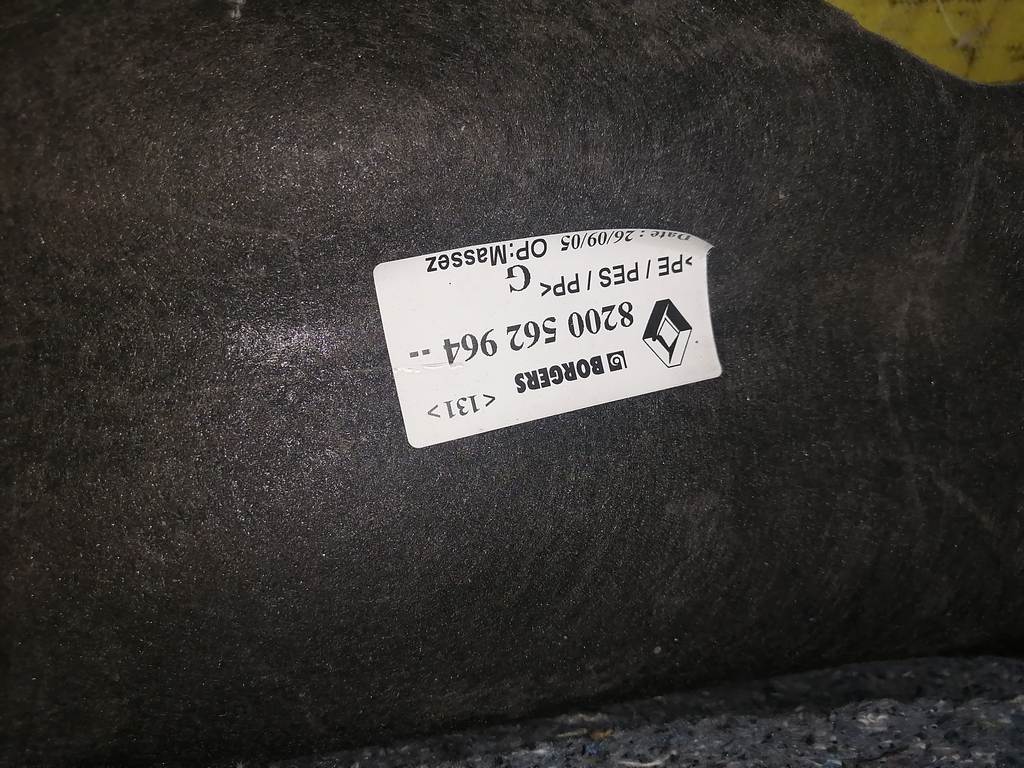 <131>
BORGERS
8200 562 964 --
>PE / PES / PP< G
Date : 26/09/05 OP:Massez